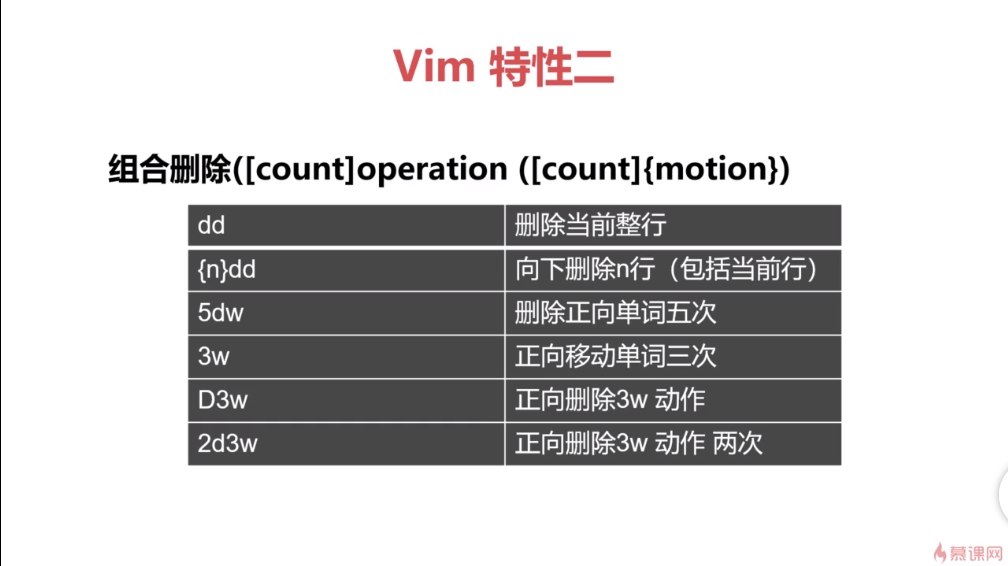 Vim 特性二
组合删除([count]operation ([count]{motion})
dd 删除当前整行
{n}dd 向下删除n行（包括当前行）
5dw 删除正向单词五次
3w 正向移动单词三次
D3w 正向删除3w 动作
2d3w 正向删除3w 动作 两次
慕课网